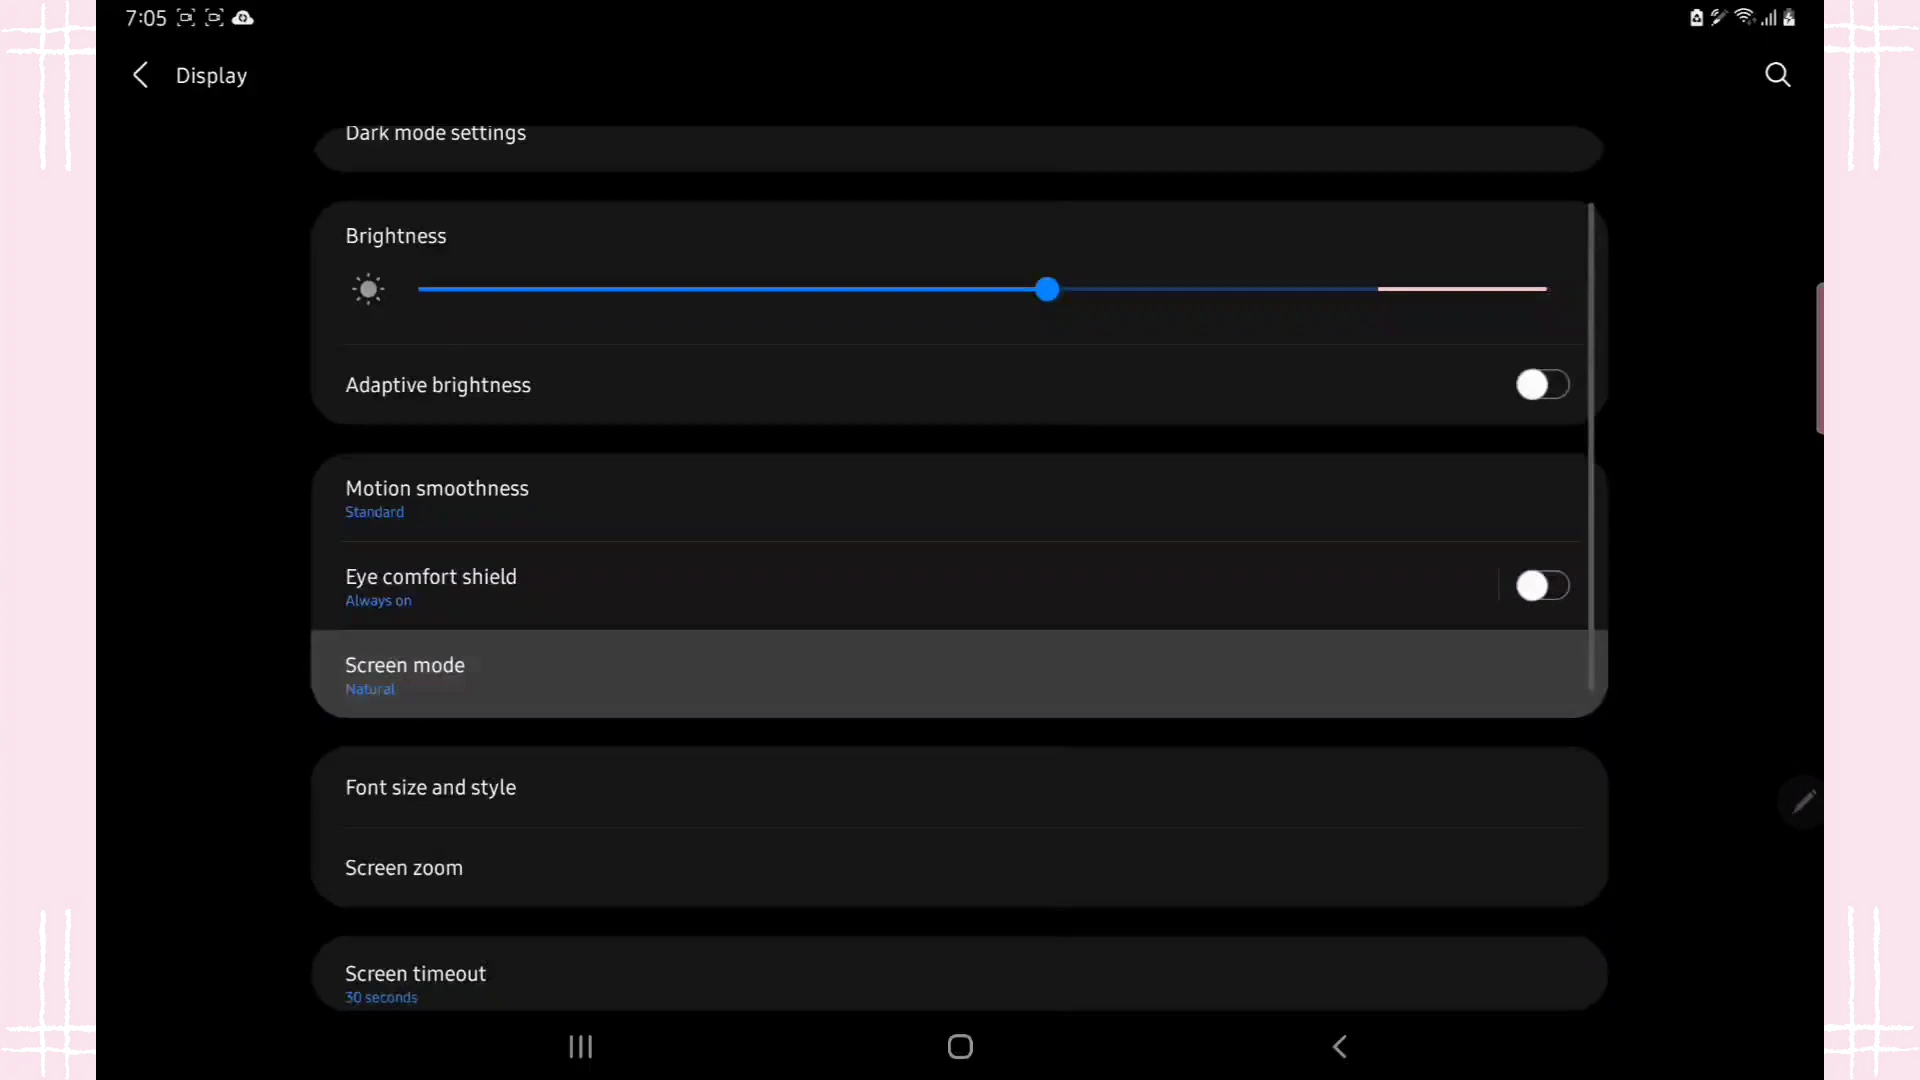 7:05
Display
Dark mode settings
Brightness
Adaptive brightness
Motion smoothness
Standard
Eye comfort shield
Always on
Screen mode
Natural
Font size and style
Screen zoom
Screen timeout
30 seconds